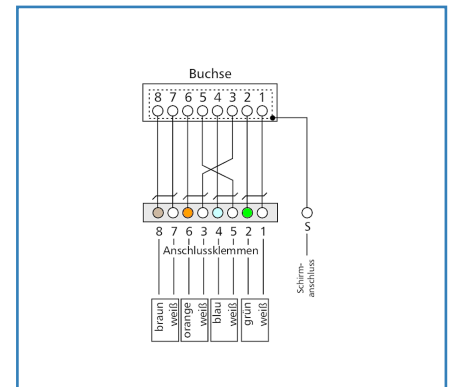 Buchse
8 7 6 5 4 3 2 1
8 7 6 3 4 5 2 1
S
Anschlussklemmen
Schirm-
anschluss
braun
weiß
orange
weiß
blau
weiß
grün
weiß